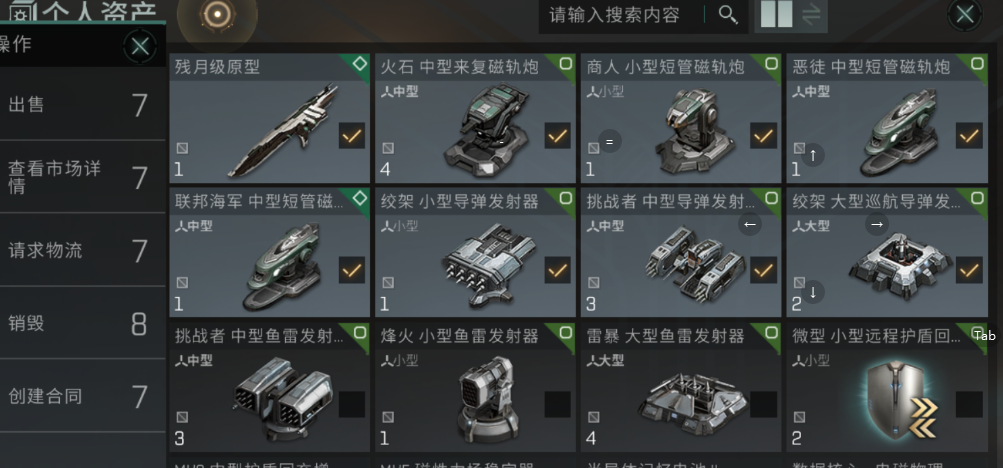 个人资产
请输入搜索内容
操作
出售 7
查看市场详
情 7
请求物流 7
销毁 8
创建合同 7
残月级原型
1
火石 中型来复磁轨炮
中型
4
商人 小型短管磁轨炮
小型
=
1
恶徒 中型短管磁轨炮
中型
↑
1
联邦海军 中型短管磁...
中型
1
绞架 小型导弹发射器
小型
1
挑战者 中型导弹发射...
中型
←
3
绞架 大型巡航导弹发...
大型
→
↓
2
挑战者 中型鱼雷发射...
中型
3
烽火 小型鱼雷发射器
小型
1
雷暴 大型鱼雷发射器
大型
4
微型 小型远程护盾回...
Tab
小型
2